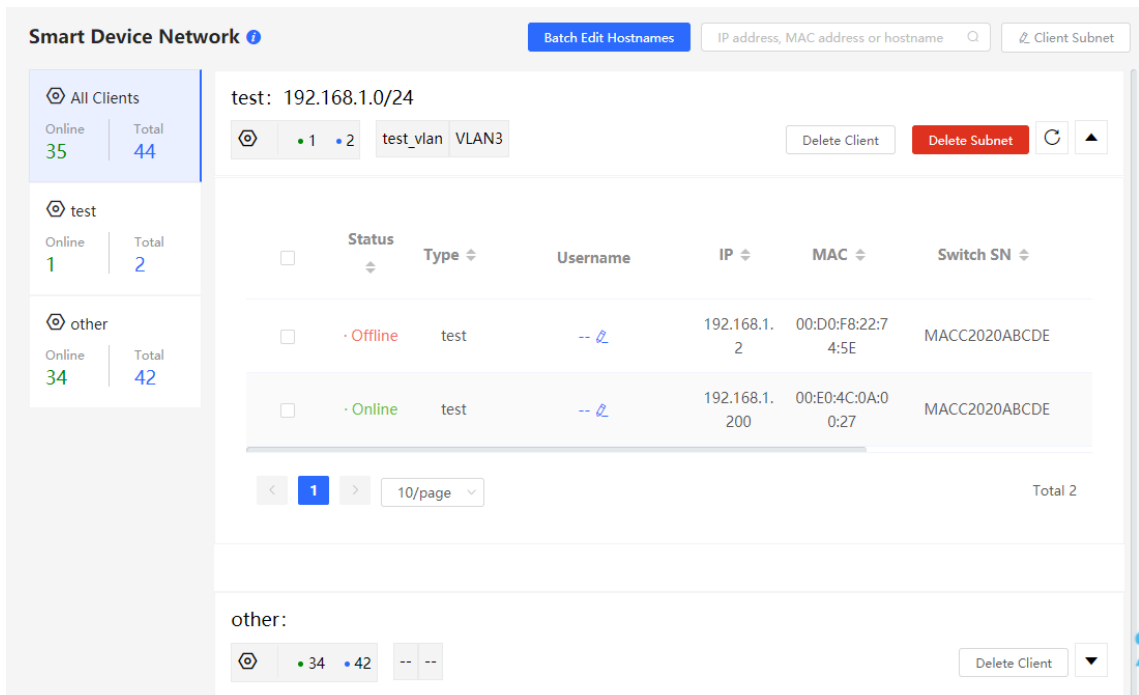 Smart Device Network
Batch Edit Hostnames
IP address, MAC address or hostname
Client Subnet
All Clients
Online Total
35 44
test
Online Total
1 2
other
Online Total
34 42
test: 192.168.1.0/24
1 2 test_vlan VLAN3
Delete Client
Delete Subnet
Status Type Username IP MAC Switch SN
Offline test -- 192.168.1. 00:D0:F8:22:7 MACC2020ABCDE
2 4:5E
Online test -- 192.168.1. 00:E0:4C:0A:0 MACC2020ABCDE
200 0:27
1 10/page Total 2
other:
34 42 -- --
Delete Client